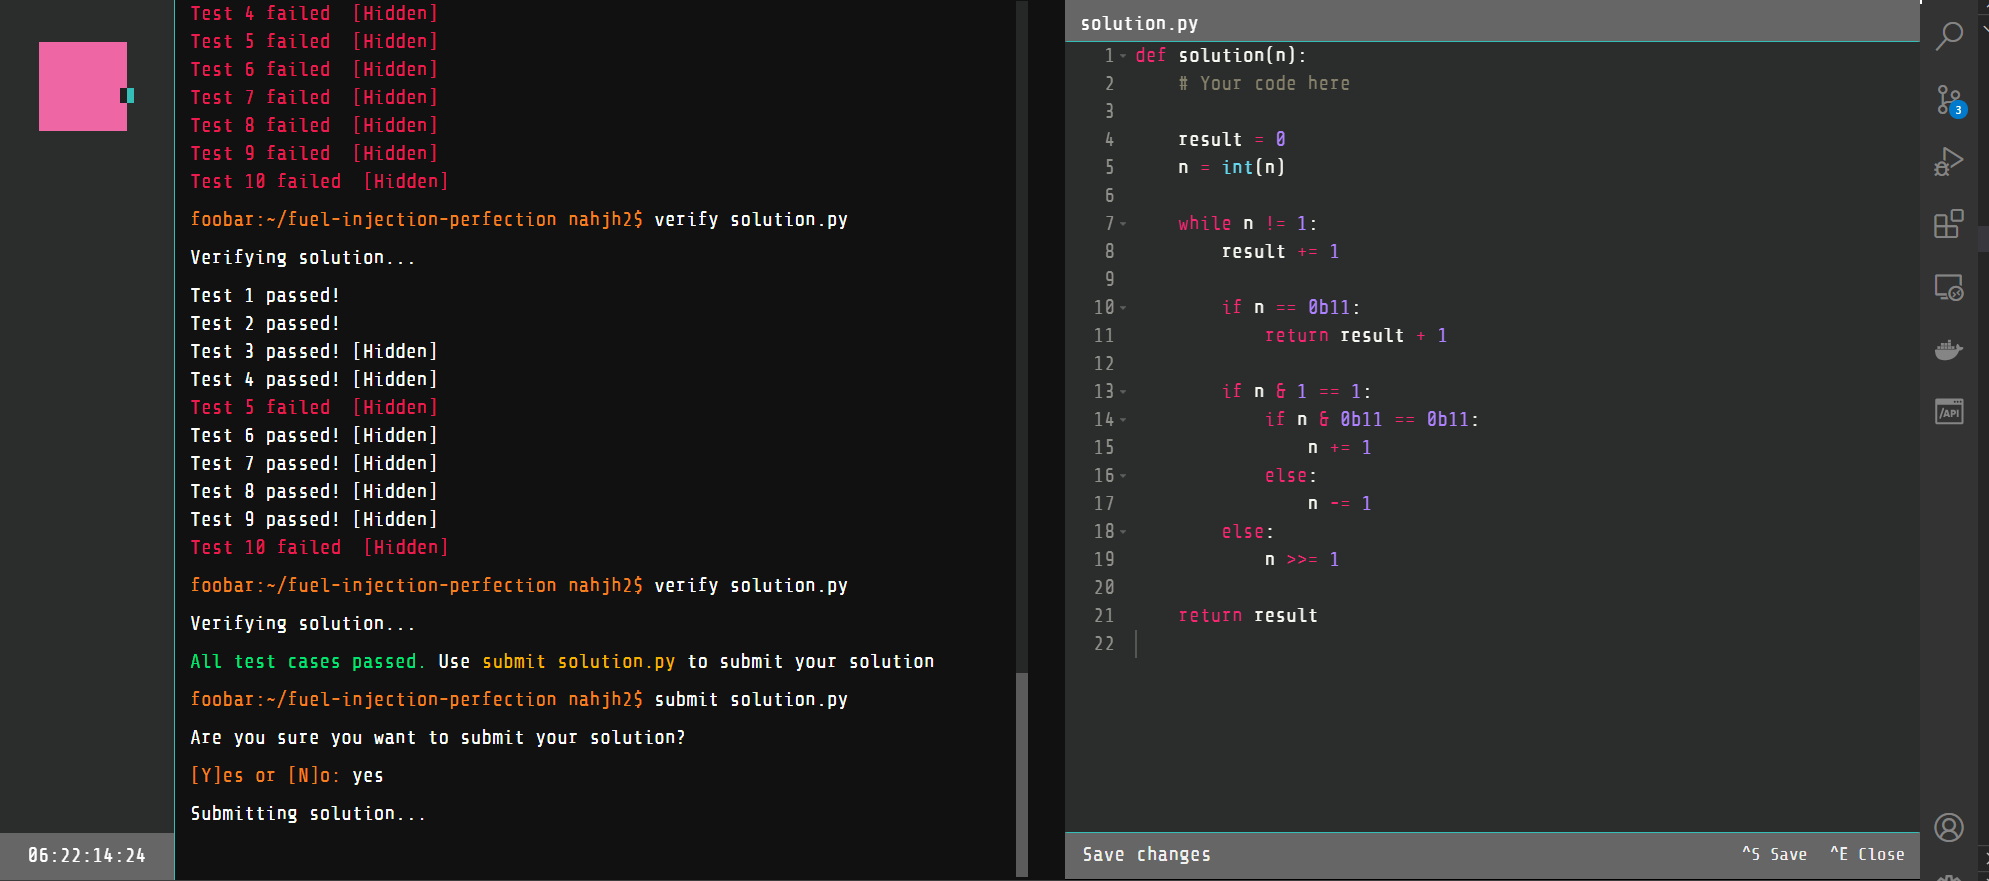 Test 4 failed  [Hidden]
Test 5 failed  [Hidden]
Test 6 failed  [Hidden]
Test 7 failed  [Hidden]
Test 8 failed  [Hidden]
Test 9 failed  [Hidden]
Test 10 failed  [Hidden]
foobar:~/fuel-injection-perfection nahjh2$ verify solution.py
Verifying solution...
Test 1 passed!
Test 2 passed!
Test 3 passed! [Hidden]
Test 4 passed! [Hidden]
Test 5 failed  [Hidden]
Test 6 passed! [Hidden]
Test 7 passed! [Hidden]
Test 8 passed! [Hidden]
Test 9 passed! [Hidden]
Test 10 failed  [Hidden]
foobar:~/fuel-injection-perfection nahjh2$ verify solution.py
Verifying solution...
All test cases passed. Use submit solution.py to submit your solution
foobar:~/fuel-injection-perfection nahjh2$ submit solution.py
Are you sure you want to submit your solution?
[Y]es or [N]o: yes
Submitting solution...
06:22:14:24
solution.py
1 def solution(n):
2     # Your code here
3
4     result = 0
5     n = int(n)
6
7     while n != 1:
8         result += 1
9
10         if n == 0b11:
11             return result + 1
12
13         if n & 1 == 1:
14             if n & 0b11 == 0b11:
15                 n += 1
16             else:
17                 n -= 1
18         else:
19             n >>= 1
20
21     return result
22
Save changes
^S Save ^E Close
3
/API